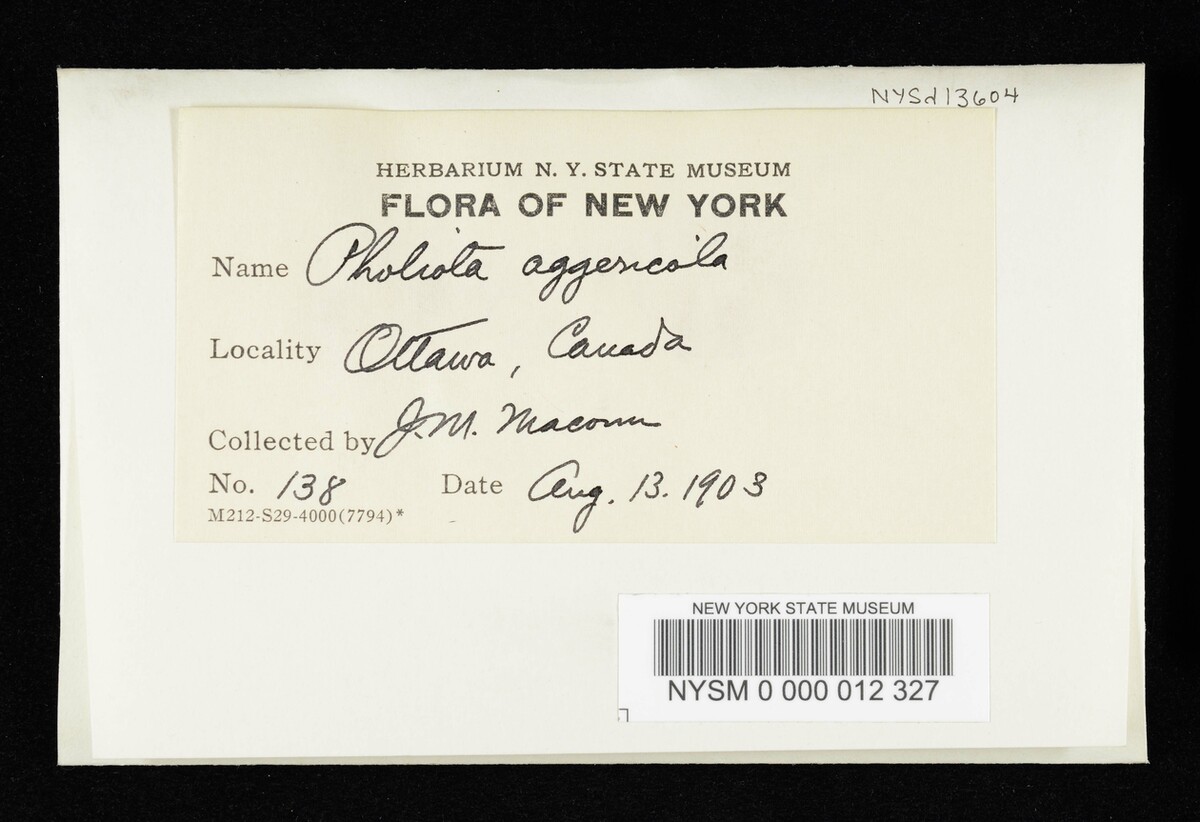 NYSd13604
HERBARIUM N. Y. STATE MUSEUM
FLORA OF NEW YORK
Name Pholiota aggericola
Locality Ottawa, Canada
Collected by J.M. Macoun
No. 138 Date Aug. 13. 1903
M212-S29-4000(7794)*
NEW YORK STATE MUSEUM
NYSM 0 000 012 327